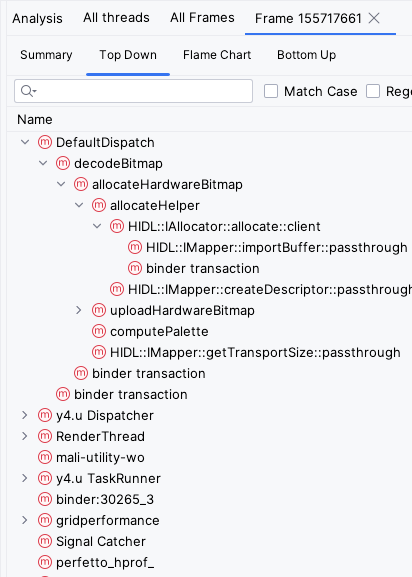 Analysis All threads All Frames Frame 155717661
Summary Top Down Flame Chart Bottom Up
Match Case Rege
Name
m DefaultDispatch
m decodeBitmap
m allocateHardwareBitmap
m allocateHelper
m HIDL::IAllocator::allocate::client
m HIDL::IMapper::importBuffer::passthrough
m binder transaction
m HIDL::IMapper::createDescriptor::passthrough
m uploadHardwareBitmap
m computePalette
m HIDL::IMapper::getTransportSize::passthrough
m binder transaction
m binder transaction
m y4.u Dispatcher
m RenderThread
m mali-utility-wo
m y4.u TaskRunner
m binder:30265_3
m gridperformance
m Signal Catcher
m perfetto_hprof_